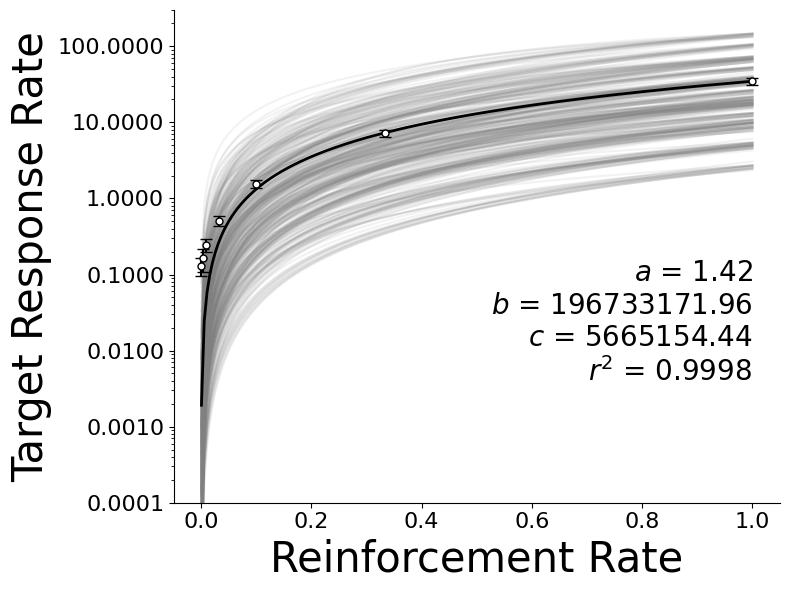 Target Response Rate
100.0000
10.0000
1.0000
0.1000
0.0100
0.0010
0.0001
a = 1.42
b = 196733171.96
c = 5665154.44
r² = 0.9998
0.0 0.2 0.4 0.6 0.8 1.0
Reinforcement Rate